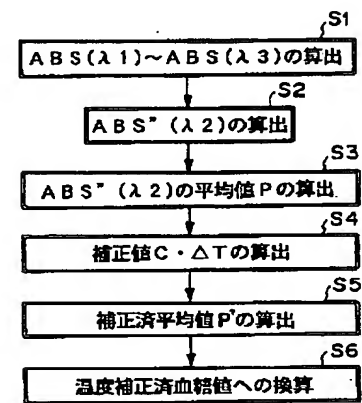 S1
ABS(λ1)~ABS(λ3)の算出
S2
ABS"(λ2)の算出
S3
ABS"(λ2)の平均値Pの算出
S4
補正値C・ΔTの算出
S5
補正済平均値P'の算出
S6
温度補正済血糖値への換算